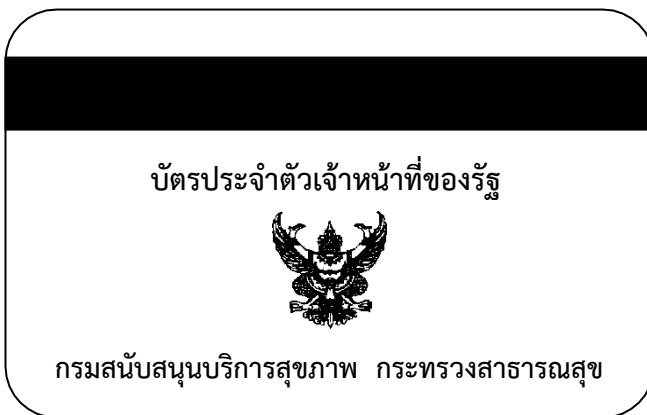 บัตรประจำตัวเจ้าหน้าที่ของรัฐ
กรมสนับสนุนบริการสุขภาพ กระทรวงสาธารณสุข